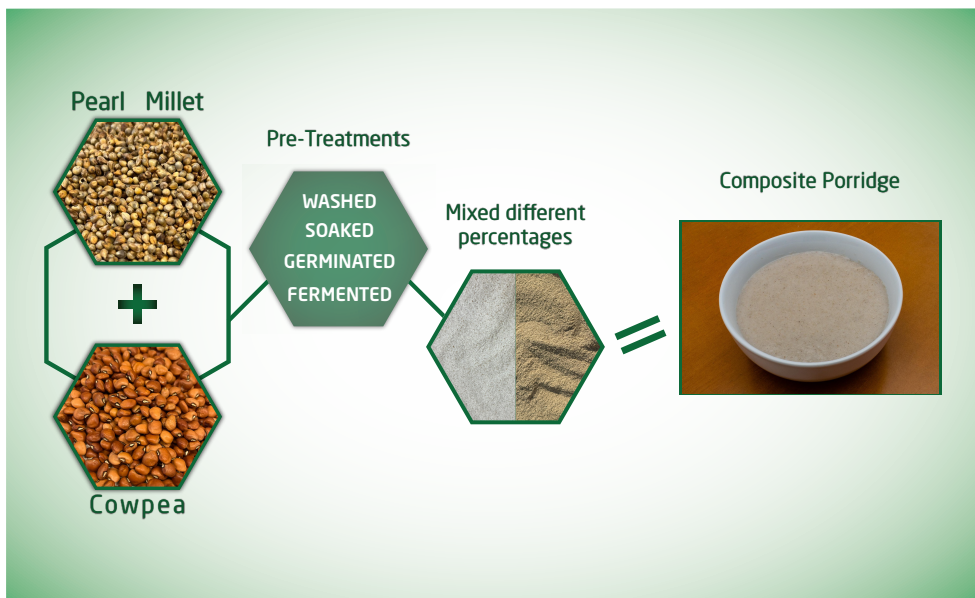 Pearl Millet
Pre-Treatments
WASHED
SOAKED
GERMINATED
FERMENTED
Mixed different
percentages
Composite Porridge
Cowpea